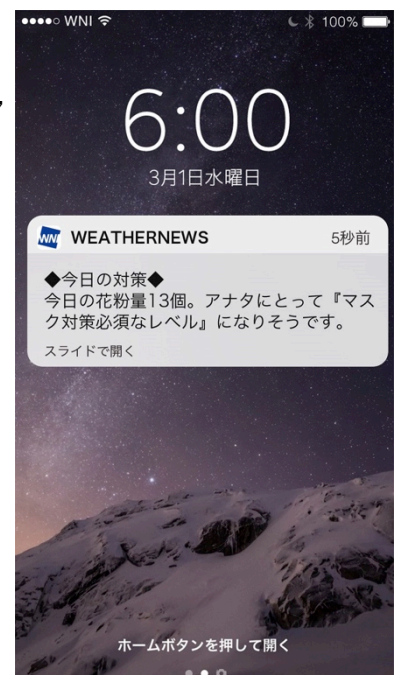 WNI
100%
6:00
3月1日水曜日
WNI WEATHERNEWS 5秒前
◆今日の対策◆
今日の花粉量13個。アナタにとって『マス
ク対策必須なレベル』になりそうです。
スライドで開く
ホームボタンを押して開く